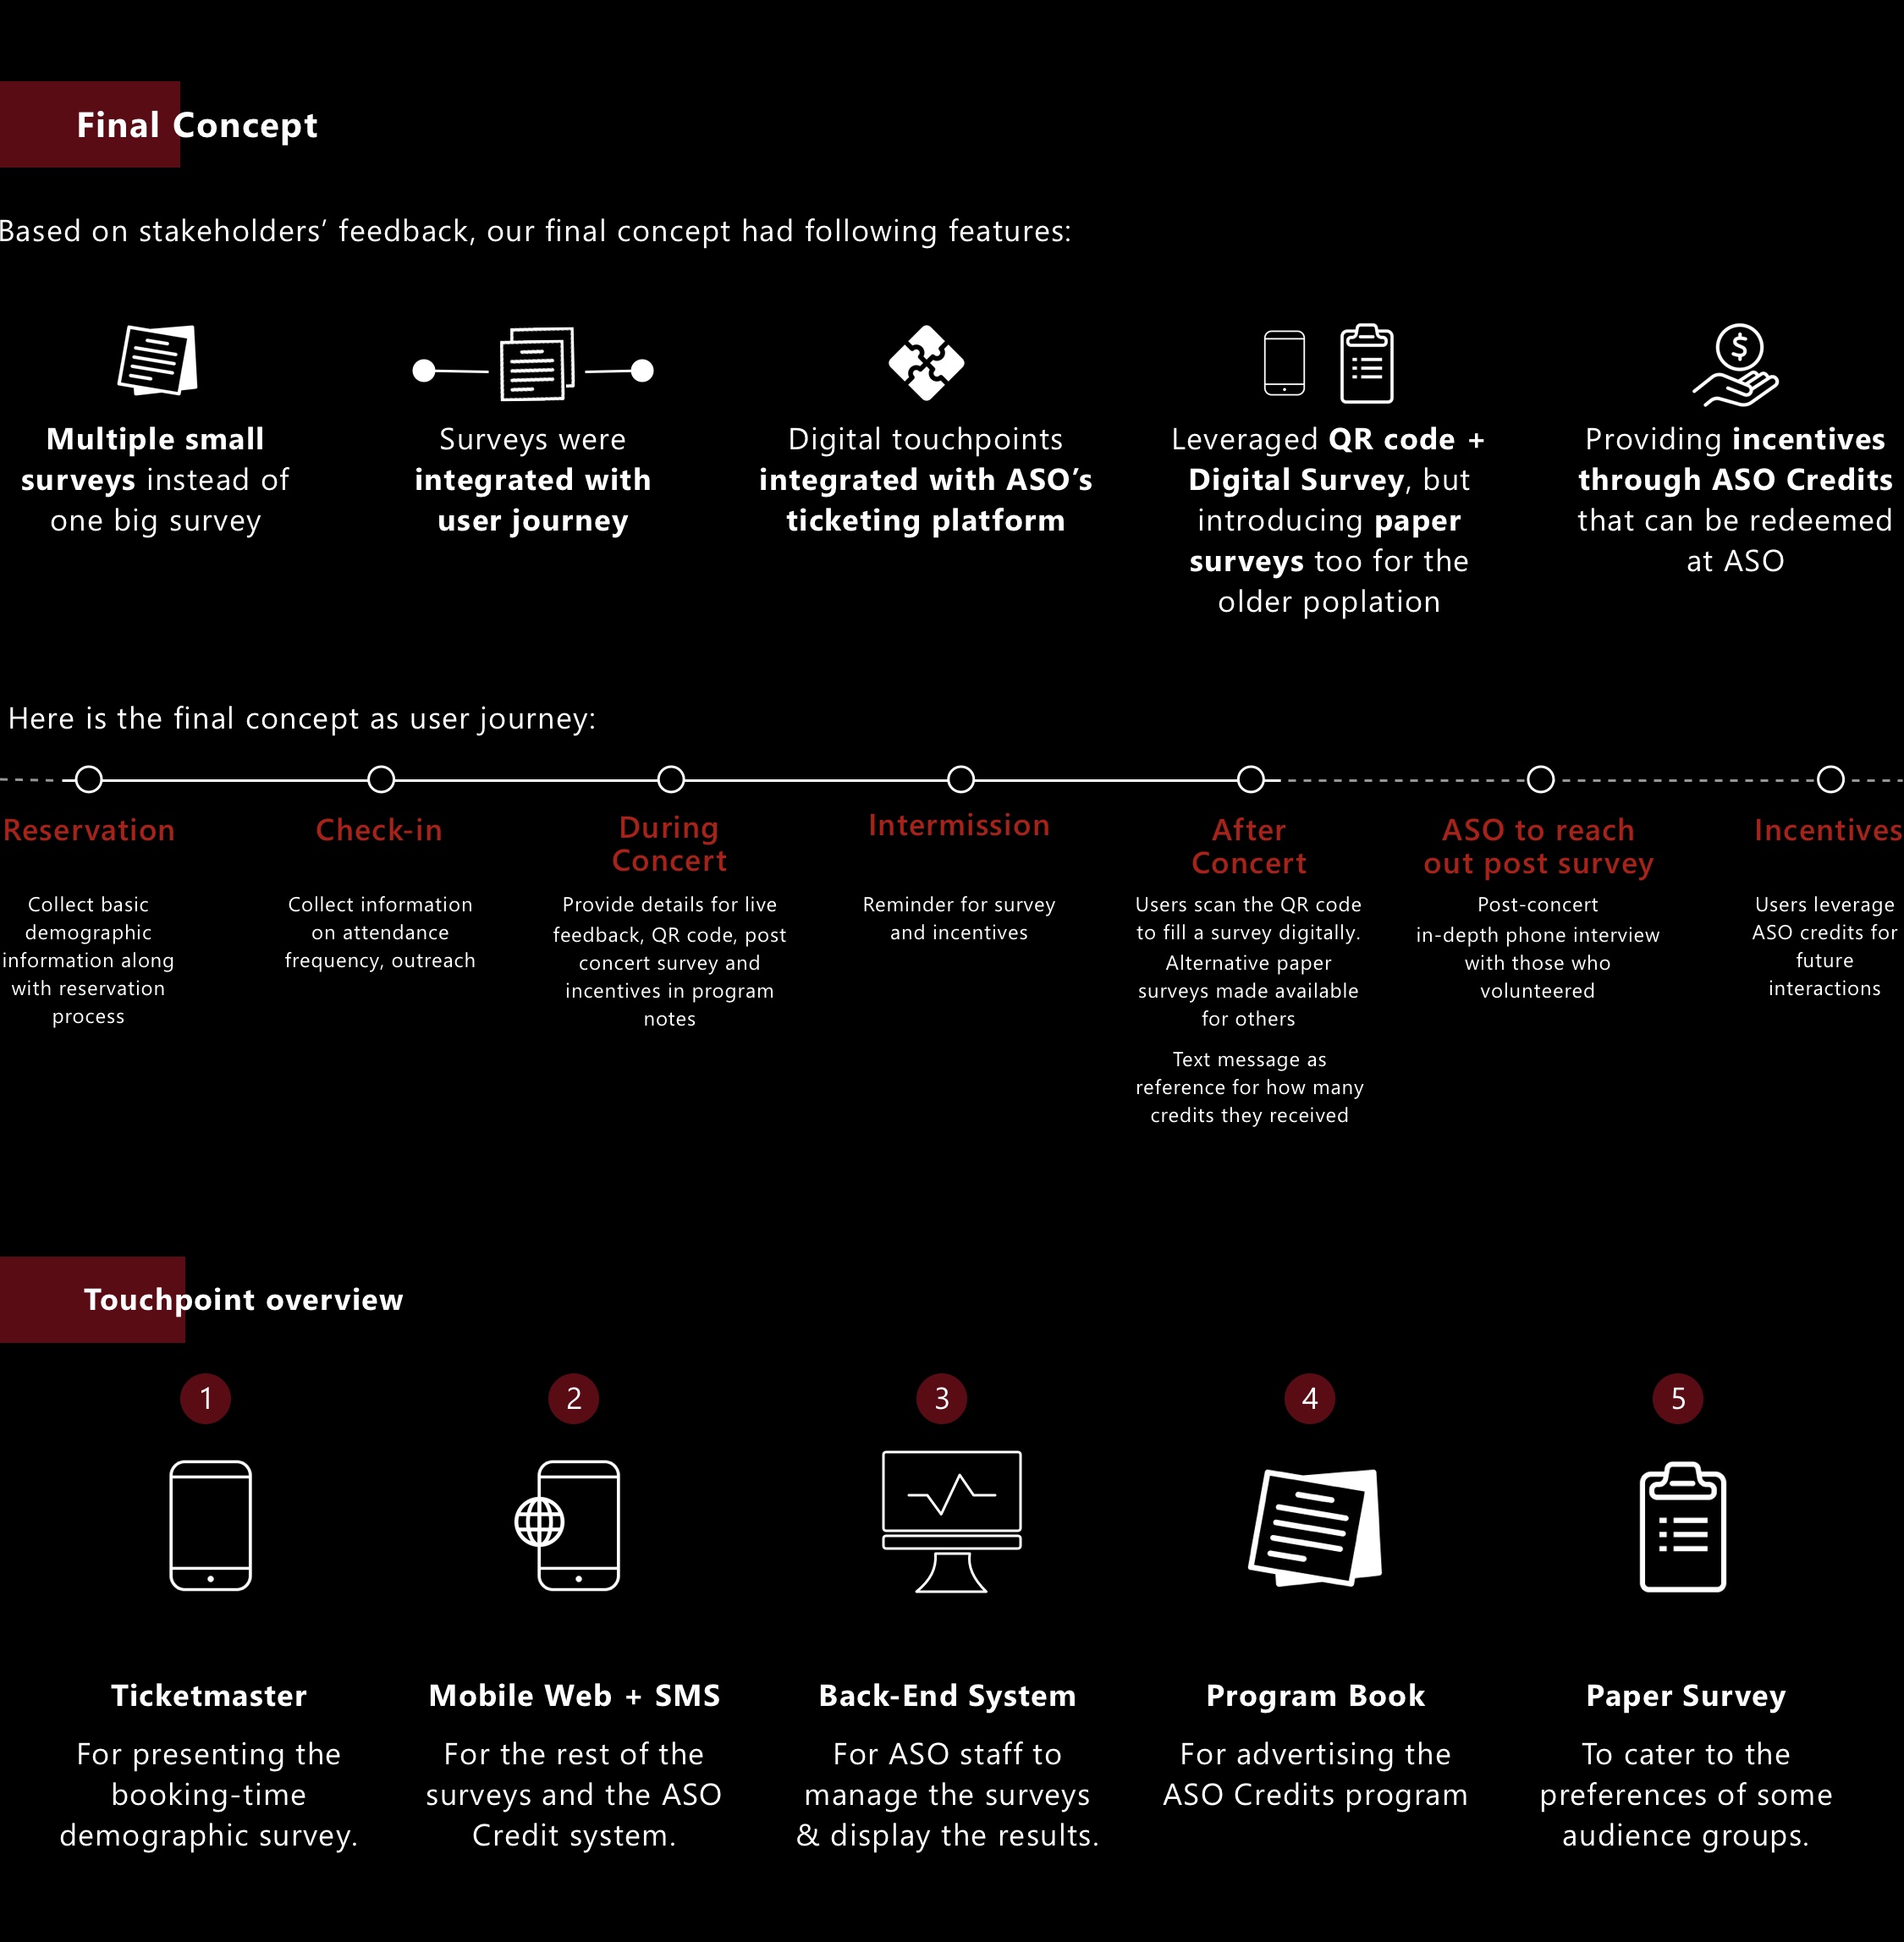 Final Concept
Based on stakeholders’ feedback, our final concept had following features:
Multiple small
surveys instead of
one big survey
Surveys were
integrated with
user journey
Digital touchpoints
integrated with ASO’s
ticketing platform
Leveraged QR code +
Digital Survey, but
introducing paper
surveys too for the
older poplation
$
Providing incentives
through ASO Credits
that can be redeemed
at ASO
Here is the final concept as user journey:
Reservation
Collect basic
demographic
information along
with reservation
process
Check-in
Collect information
on attendance
frequency, outreach
During
Concert
Provide details for live
feedback, QR code, post
concert survey and
incentives in program
notes
Intermission
Reminder for survey
and incentives
After
Concert
Users scan the QR code
to fill a survey digitally.
Alternative paper
surveys made available
for others
Text message as
reference for how many
credits they received
ASO to reach
out post survey
Post-concert
in-depth phone interview
with those who
volunteered
Incentives
Users leverage
ASO credits for
future
interactions
Touchpoint overview
1
Ticketmaster
For presenting the
booking-time
demographic survey.
2
Mobile Web + SMS
For the rest of the
surveys and the ASO
Credit system.
3
Back-End System
For ASO staff to
manage the surveys
& display the results.
4
Program Book
For advertising the
ASO Credits program
5
Paper Survey
To cater to the
preferences of some
audience groups.